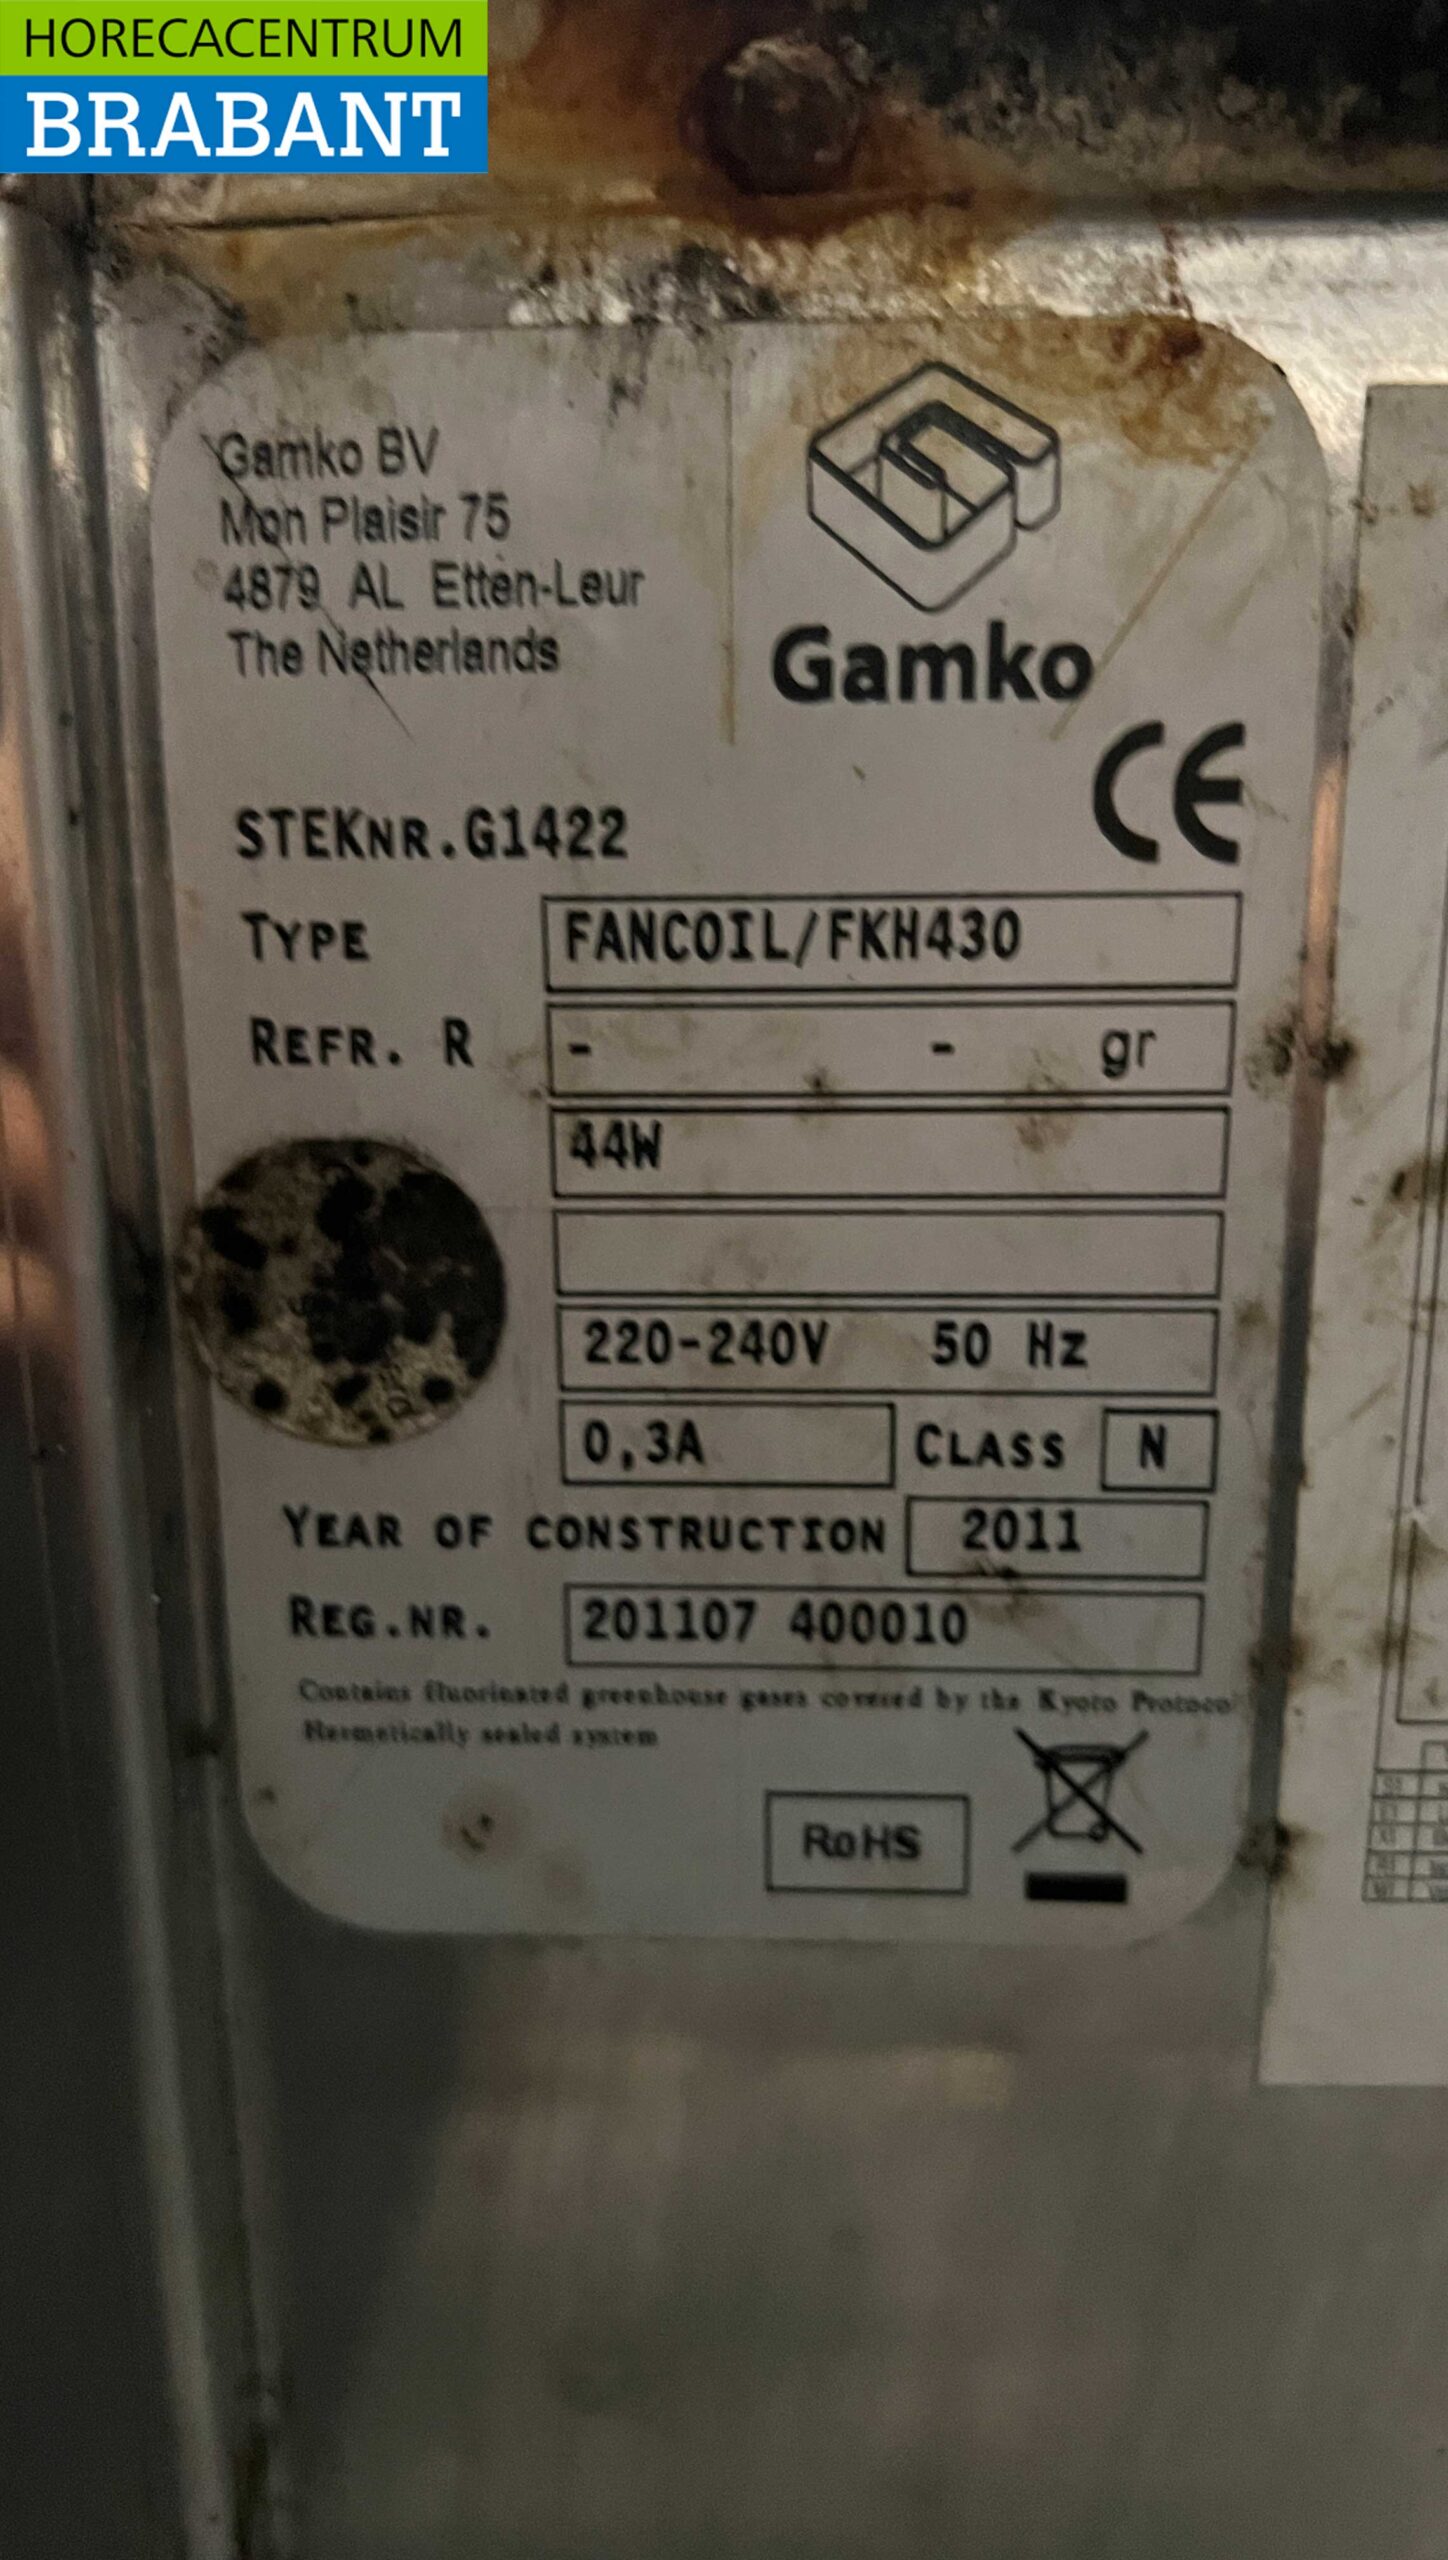 HORECACENTRUM
BRABANT
Gamko BV
Mon Plaisir 75
4879 AL Etten-Leur
The Netherlands
Gamko
CE
STEKNR.G1422
TYPE FANCOIL/FKH430
REFR. R - - gr
44W
220-240V 50 Hz
0,3A CLASS N
YEAR OF CONSTRUCTION 2011
REG.NR. 201107 400010
Contains fluorinated greenhouse gases covered by the Kyoto Protocol
Hermetically sealed system
RoHS